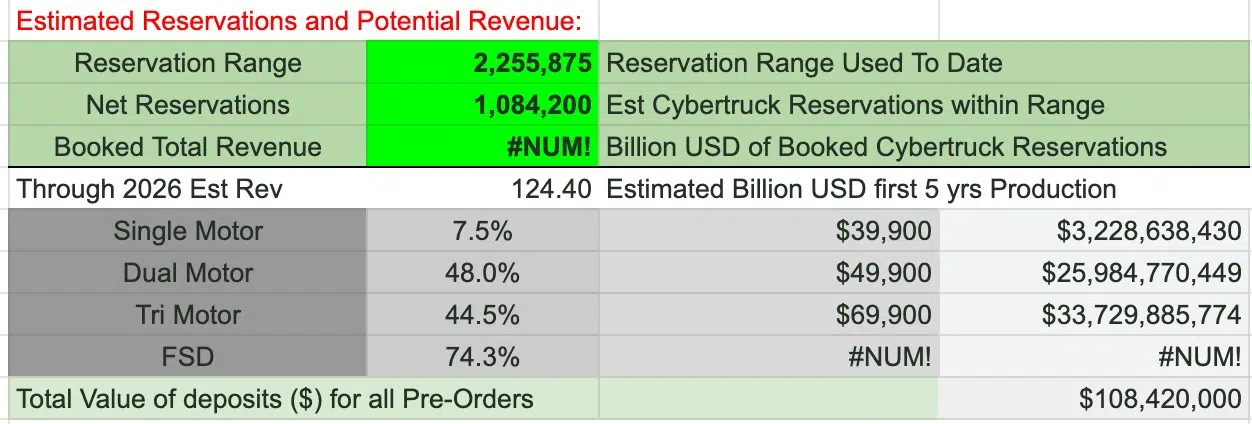 Estimated Reservations and Potential Revenue:
Reservation Range 2,255,875 Reservation Range Used To Date
Net Reservations 1,084,200 Est Cybertruck Reservations within Range
Booked Total Revenue #NUM! Billion USD of Booked Cybertruck Reservations
Through 2026 Est Rev 124.40 Estimated Billion USD first 5 yrs Production
Single Motor 7.5% $39,900 $3,228,638,430
Dual Motor 48.0% $49,900 $25,984,770,449
Tri Motor 44.5% $69,900 $33,729,885,774
FSD 74.3% #NUM! #NUM!
Total Value of deposits ($) for all Pre-Orders $108,420,000